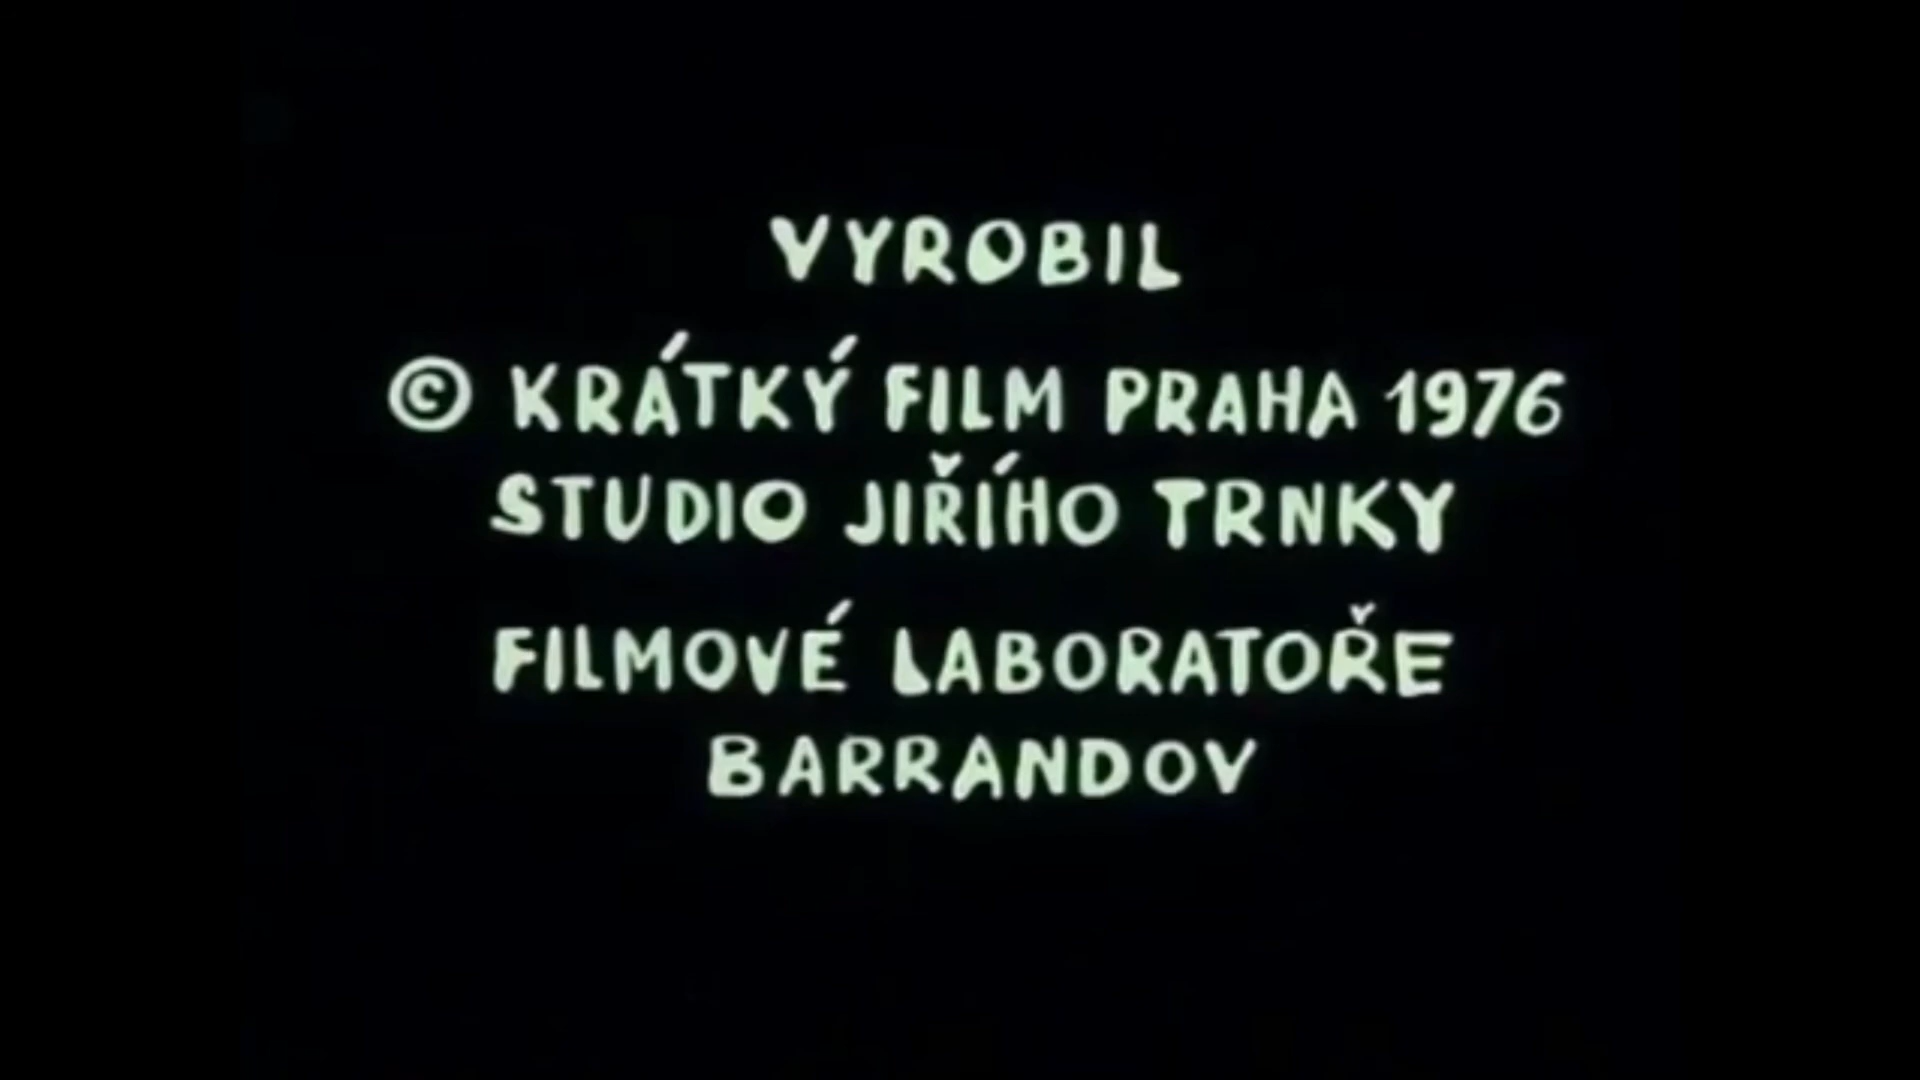 VYROBIL
© KRÁTKÝ FILM PRAHA 1976
STUDIO JIŘÍHO TRNKY
FILMOVÉ LABORATOŘE
BARRANDOV